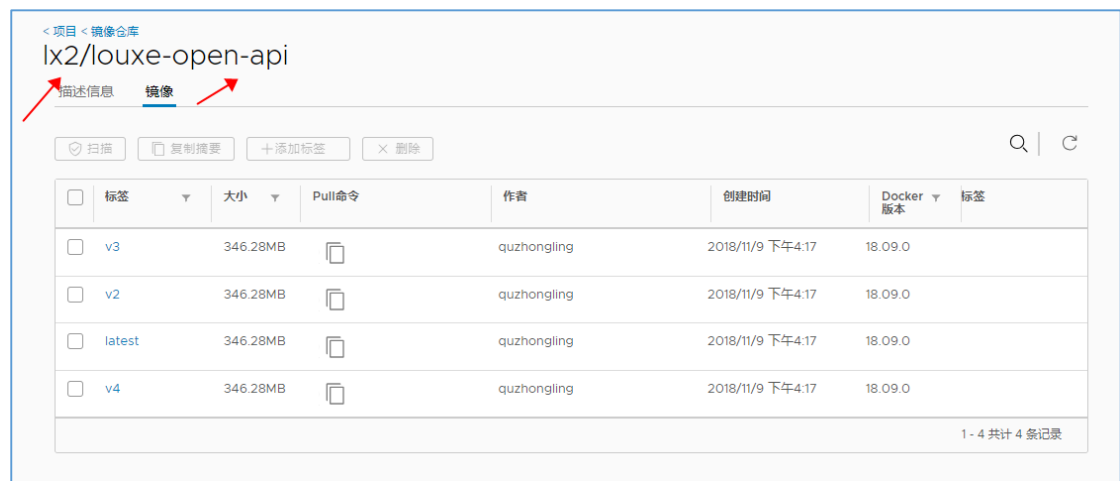 < 项目 < 镜像仓库
lx2/louxe-open-api
描述信息 镜像
扫描 复制摘要 +添加标签 × 删除
标签 大小 Pull命令 作者 创建时间 Docker 版本 标签
v3 346.28MB quzhongling 2018/11/9 下午4:17 18.09.0
v2 346.28MB quzhongling 2018/11/9 下午4:17 18.09.0
latest 346.28MB quzhongling 2018/11/9 下午4:17 18.09.0
v4 346.28MB quzhongling 2018/11/9 下午4:17 18.09.0
1 - 4 共计 4 条记录